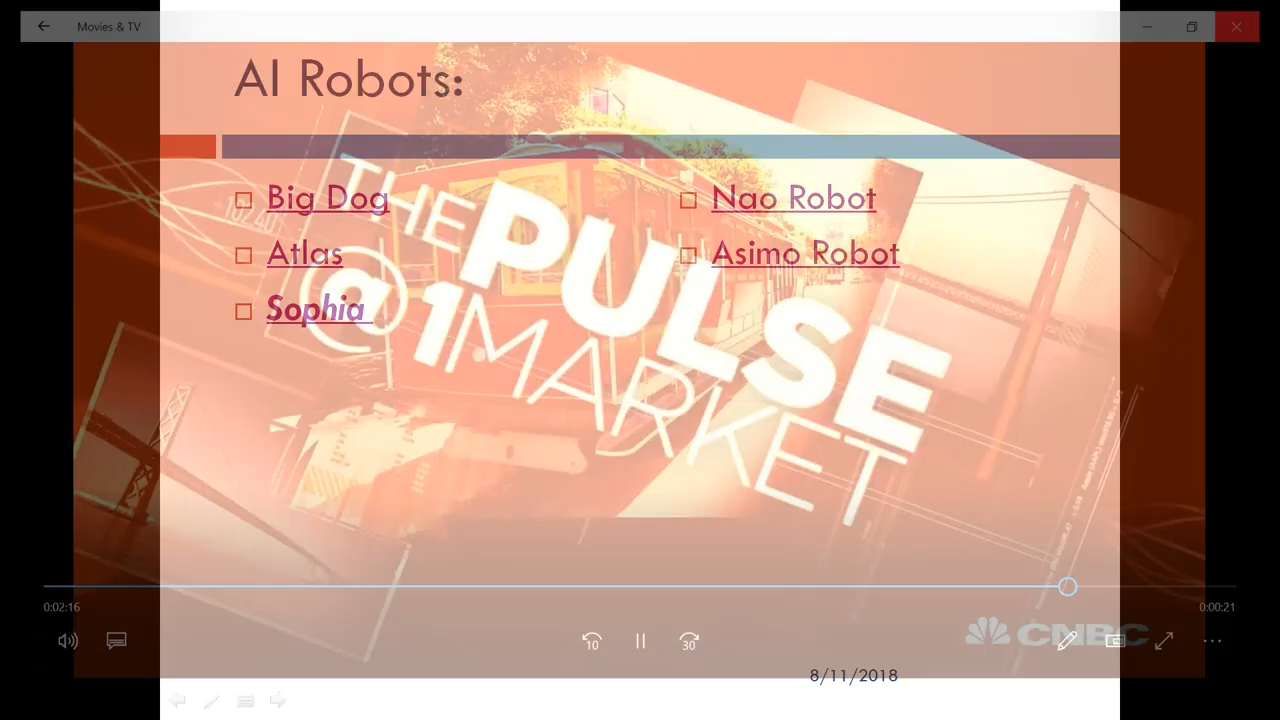 Movies & TV
AI Robots:
Big Dog
Atlas
Sophia
Nao Robot
Asimo Robot
THE PULSE
@1MARKET
0:02:16
0:00:21
10
30
CNBC
8/11/2018